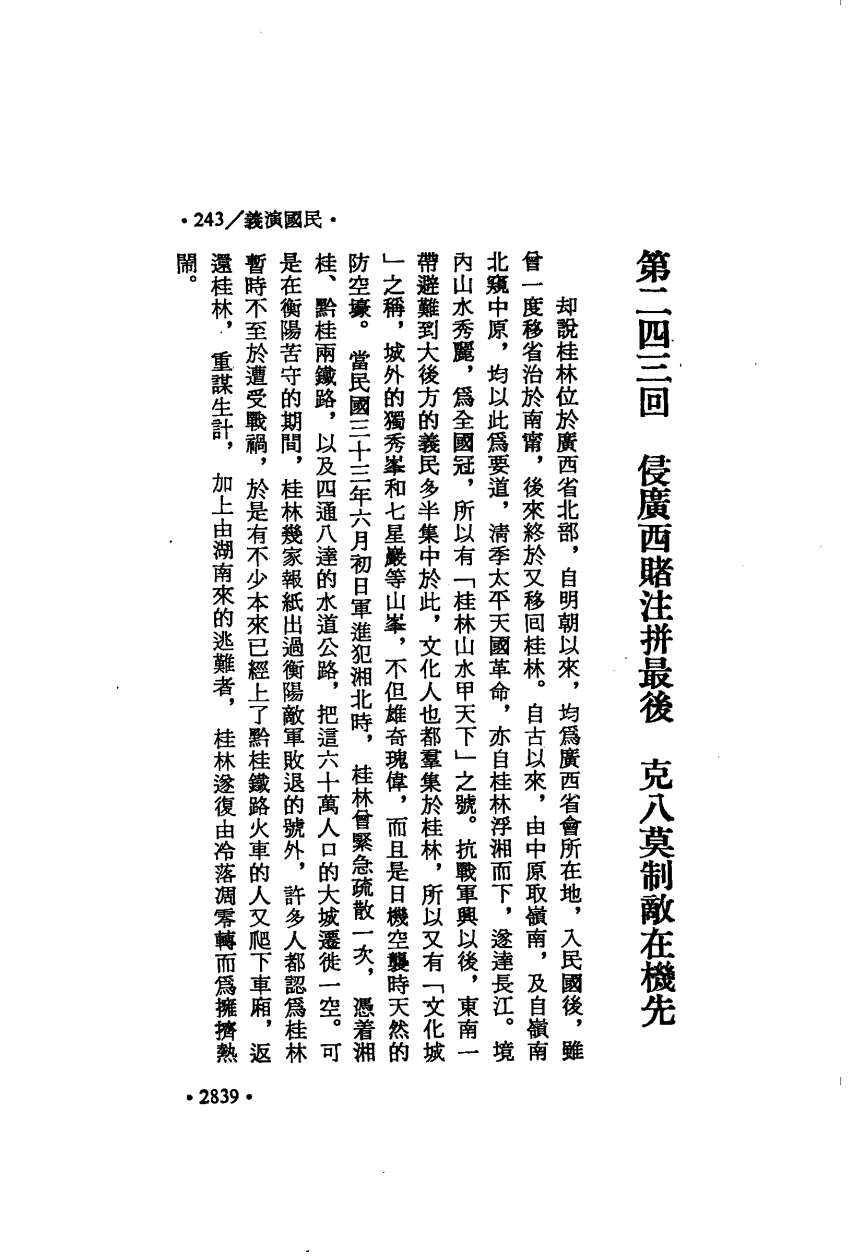 ·243/義演國民·
第二四三回　侵廣西賭注拼最後　克八莫制敵在機先
却說桂林位於廣西省北部，自明朝以來，均爲廣西省會所在地，入民國後，雖
曾一度移省治於南甯，後來終於又移回桂林。自古以來，由中原取嶺南，及自嶺南
北窺中原，均以此爲要道，淸季太平天國革命，亦自桂林浮湘而下，遂達長江。境
內山水秀麗，爲全國冠，所以有「桂林山水甲天下」之號。抗戰軍興以後，東南一
帶避難到大後方的義民多半集中於此，文化人也都羣集於桂林，所以又有「文化城
」之稱，城外的獨秀峯和七星巖等山峯，不但雄奇瑰偉，而且是日機空襲時天然的
防空壕。當民國三十三年六月初日軍進犯湘北時，桂林曾緊急疏散一次，憑着湘
桂、黔桂兩鐵路，以及四通八達的水道公路，把這六十萬人口的大城遷徙一空。可
是在衡陽苦守的期間，桂林幾家報紙出過衡陽敵軍敗退的號外，許多人都認爲桂林
暫時不至於遭受戰禍，於是有不少本來已經上了黔桂鐵路火車的人又爬下車廂，返
還桂林，重謀生計，加上由湖南來的逃難者，桂林遂復由冷落凋零轉而爲擁擠熱
鬧。
·2839·